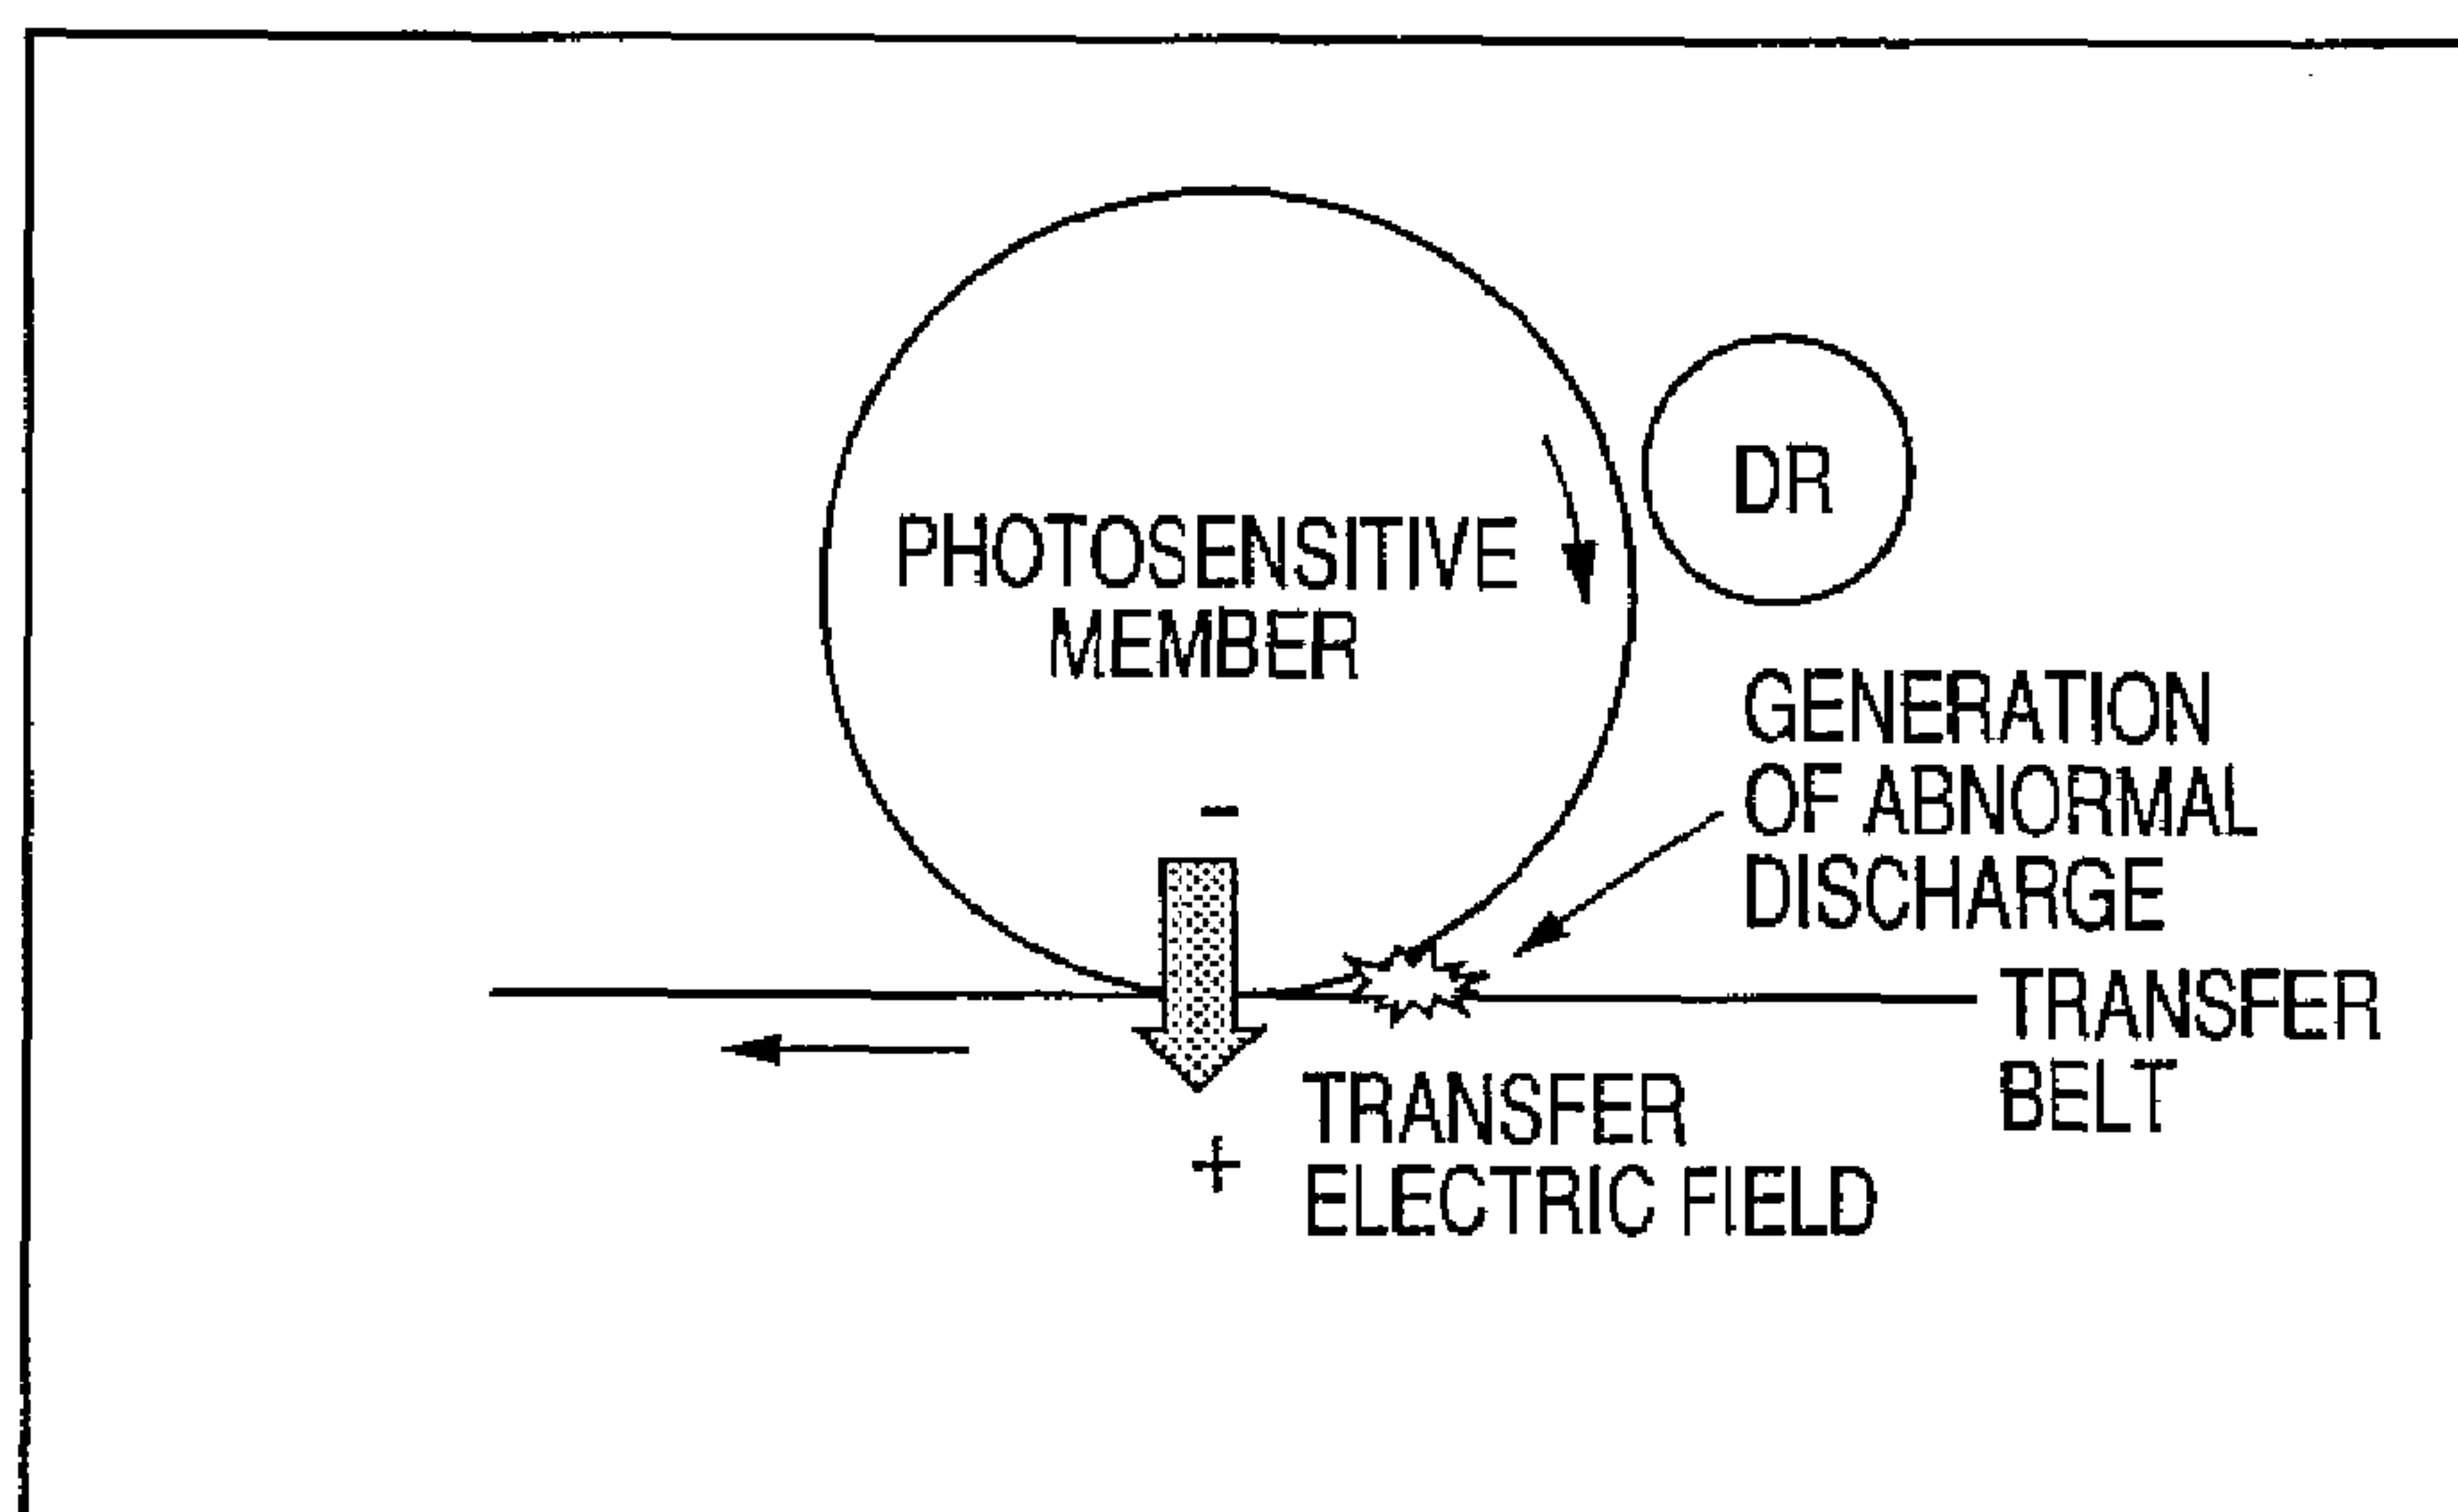 DR
PHOTOSENSITIVE
MEMBER
GENERATION
OF ABNORMAL
DISCHARGE
-
TRANSFER
BELT
TRANSFER
ELECTRIC FIELD
+